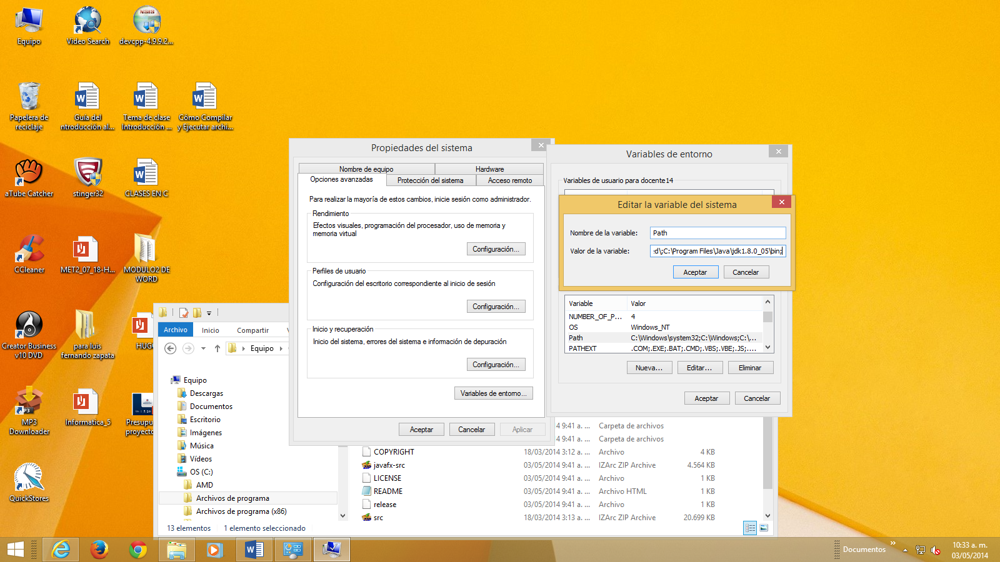 Equipo
Video Search
devcpp-4.9.9.2...
Papelera de
reciclaje
Guía del
ntroducción al...
Tema de clase
Introducción ...
Cómo Compilar
y Ejecutar archi...
aTube Catcher
stinger32
CLASES EN C
CCleaner
MET2_07_18-H...
MODULO2 DE
WORD
Creator Business
v10 DVD
para luis
fernando zapata
HUGO
MP3
Downloader
Informatica_5
Presupu
proyecto
QuickStores
Propiedades del sistema
Nombre de equipo
Hardware
Opciones avanzadas
Protección del sistema
Acceso remoto
Para realizar la mayoría de estos cambios, inicie sesión como administrador.
Rendimiento
Efectos visuales, programación del procesador, uso de memoria y
memoria virtual
Configuración...
Perfiles de usuario
Configuración del escritorio correspondiente al inicio de sesión
Configuración...
Inicio y recuperación
Inicio del sistema, errores del sistema e información de depuración
Configuración...
Variables de entorno...
Aceptar
Cancelar
Aplicar
Variables de entorno
Variables de usuario para docente14
Editar la variable del sistema
Nombre de la variable:
Path
Valor de la variable:
ed\;C:\Program Files\Java\jdk1.8.0_05\bin;
Aceptar
Cancelar
Variable
Valor
NUMBER_OF_P...
4
OS
Windows_NT
Path
C:\Windows\system32;C:\Windows;C:\...
PATHEXT
.COM;.EXE;.BAT;.CMD;.VBS;.VBE;.JS;....
Nueva...
Editar...
Eliminar
Aceptar
Cancelar
Archivo
Inicio
Compartir
Equipo
Equipo
Descargas
Documentos
Escritorio
Imágenes
Música
Vídeos
OS (C:)
AMD
Archivos de programa
Archivos de programa (x86)
4 9:41 a. ... Carpeta de archivos
4 9:41 a. ... Carpeta de archivos
COPYRIGHT 18/03/2014 3:12 a. ... Archivo 4 KB
javafx-src 03/05/2014 9:41 a. ... IZArc ZIP Archive 4.564 KB
LICENSE 03/05/2014 9:41 a. ... Archivo 1 KB
README 03/05/2014 9:41 a. ... Archivo HTML 1 KB
release 03/05/2014 9:41 a. ... Archivo 1 KB
src 18/03/2014 3:13 a. ... IZArc ZIP Archive 20.699 KB
13 elementos
1 elemento seleccionado
Documentos
10:33 a. m.
03/05/2014